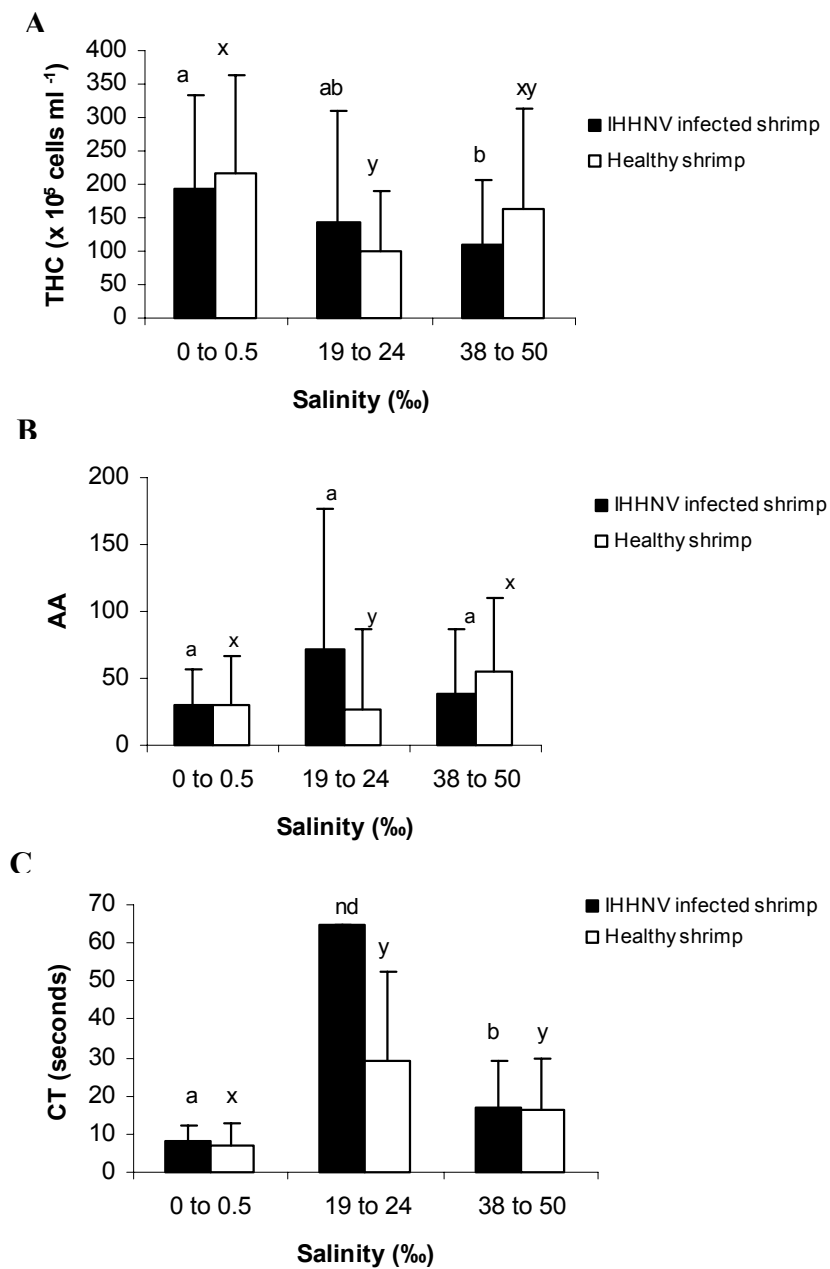 A
400
350
300
250
200
150
100
50
0
THC (x 10⁵ cells ml ⁻¹)
a
x
ab
y
b
xy
IHHNV infected shrimp
Healthy shrimp
0 to 0.5
19 to 24
38 to 50
Salinity (‰)
B
200
150
100
50
0
AA
a
x
a
y
a
x
IHHNV infected shrimp
Healthy shrimp
0 to 0.5
19 to 24
38 to 50
Salinity (‰)
C
70
60
50
40
30
20
10
0
CT (seconds)
a
x
nd
y
b
y
IHHNV infected shrimp
Healthy shrimp
0 to 0.5
19 to 24
38 to 50
Salinity (‰)